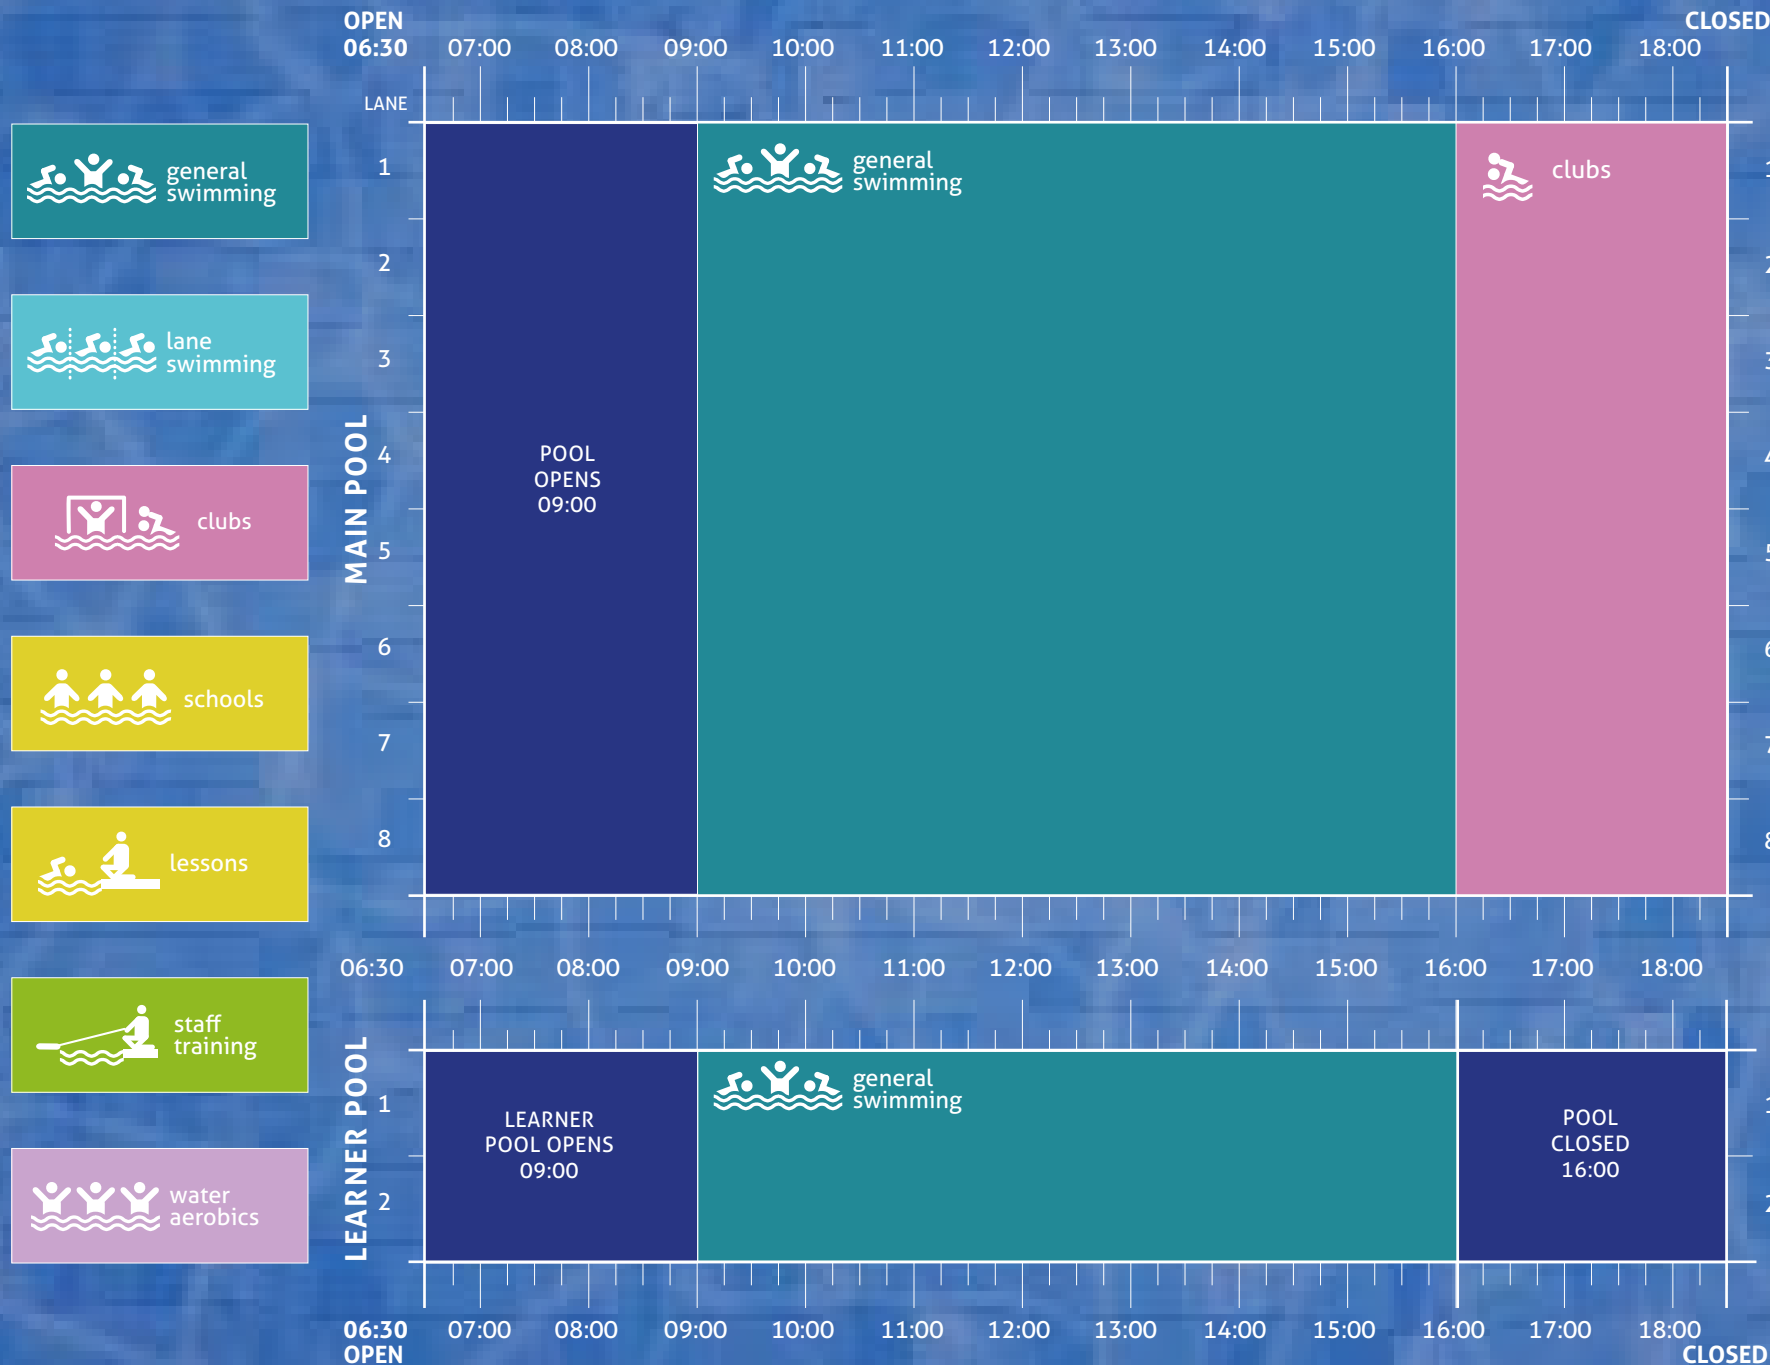 OPEN
CLOSED
06:30 07:00 08:00 09:00 10:00 11:00 12:00 13:00 14:00 15:00 16:00 17:00 18:00
LANE
general
swimming
lane
swimming
clubs
schools
lessons
staff
training
water
aerobics
MAIN POOL
1
2
3
4
5
6
7
8
POOL
OPENS
09:00
general
swimming
clubs
06:30 07:00 08:00 09:00 10:00 11:00 12:00 13:00 14:00 15:00 16:00 17:00 18:00
LEARNER POOL
1
2
LEARNER
POOL OPENS
09:00
general
swimming
POOL
CLOSED
16:00
06:30 07:00 08:00 09:00 10:00 11:00 12:00 13:00 14:00 15:00 16:00 17:00 18:00
OPEN
CLOSED